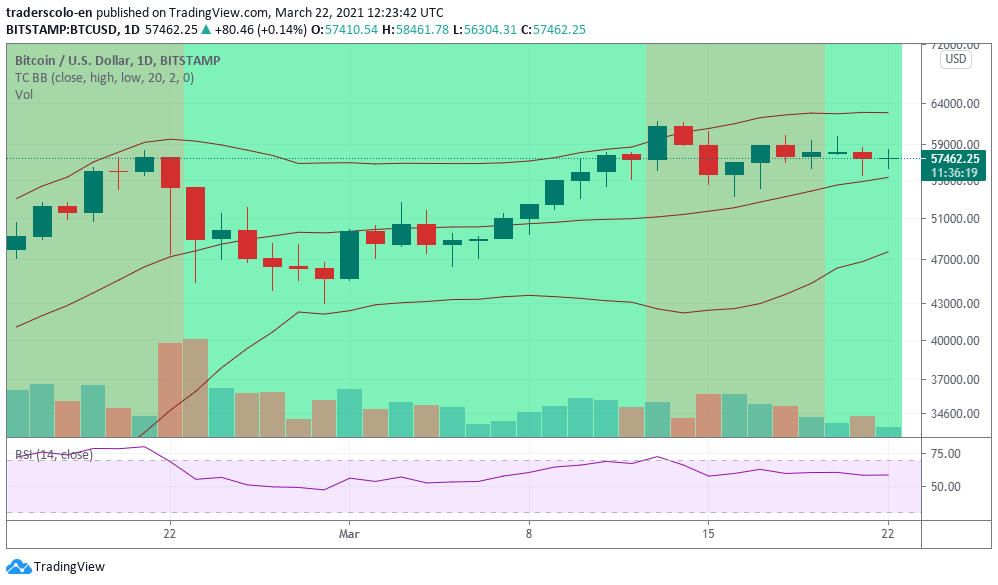 traderscolo-en published on TradingView.com, March 22, 2021 12:23:42 UTC
BITSTAMP:BTCUSD, 1D 57462.25 ▲ +80.46 (+0.14%) O:57410.54 H:58461.78 L:56304.31 C:57462.25
Bitcoin / U.S. Dollar, 1D, BITSTAMP
TC BB (close, high, low, 20, 2, 0)
Vol
72000.00
USD
64000.00
59000.00
57462.25
11:36:19
55000.00
51000.00
47000.00
43000.00
40000.00
37000.00
34600.00
RSI (14, close)
75.00
50.00
22 Mar 8 15 22
TradingView